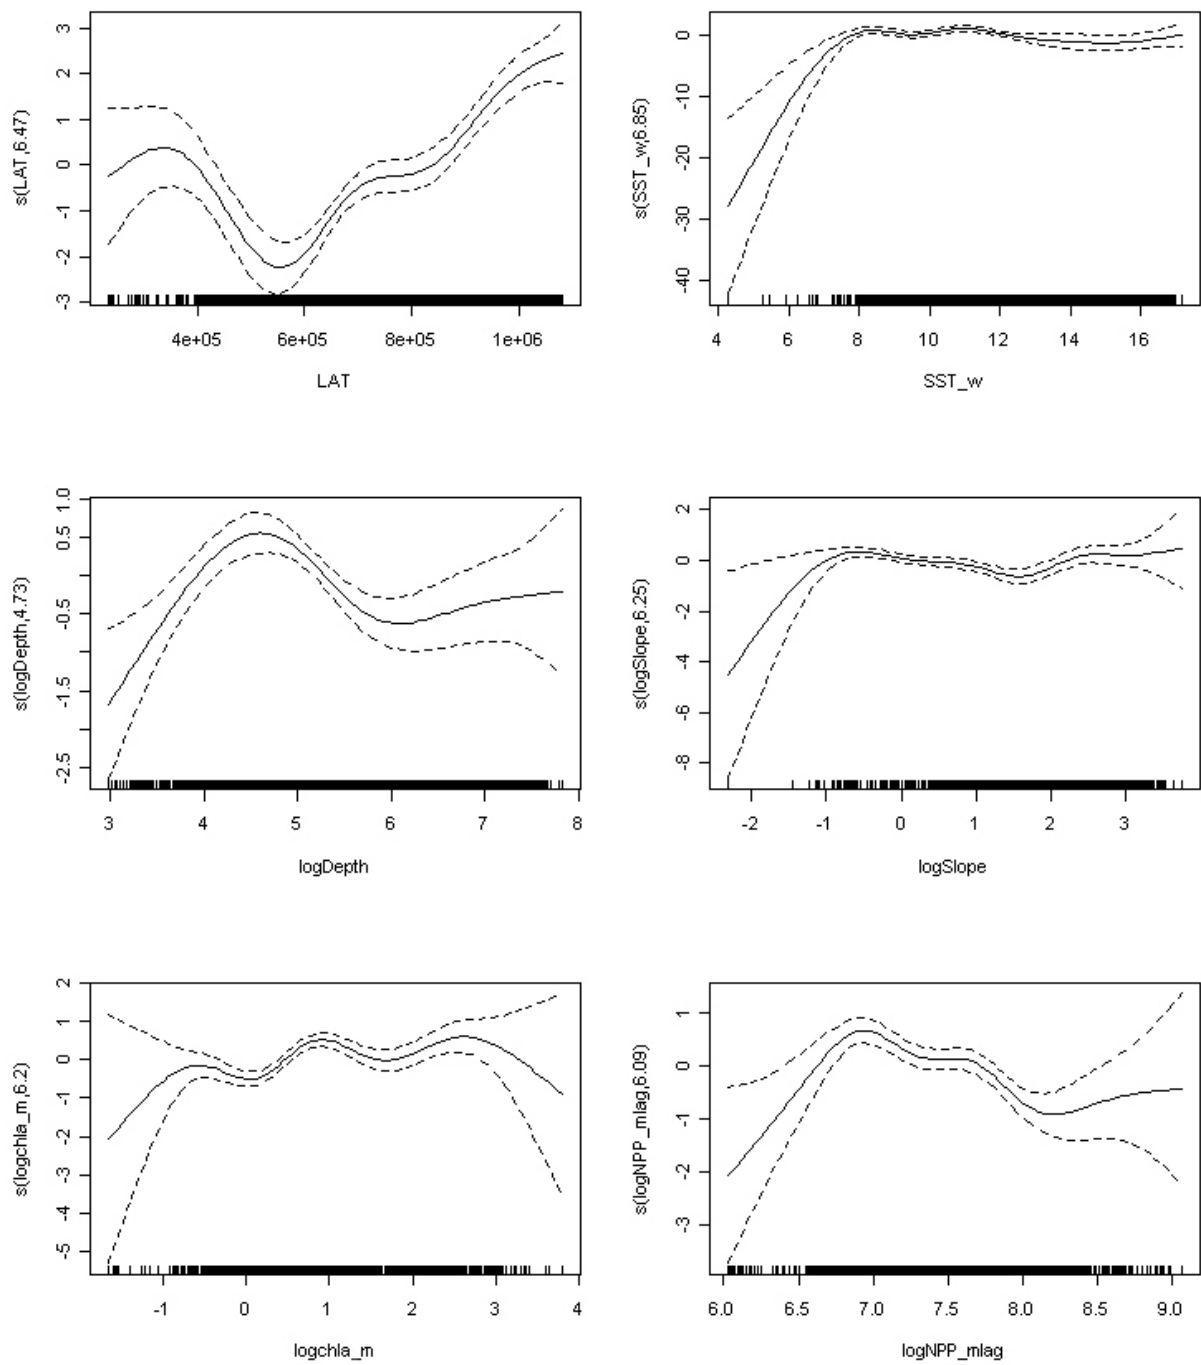 s(LAT,6.47)
3
2
1
0
-1
-2
-3
4e+05 6e+05 8e+05 1e+06
LAT
s(SST_w,6.85)
0
-10
-20
-30
-40
4 6 8 10 12 14 16
SST_w
s(logDepth,4.73)
1.0
0.5
-0.5
-1.5
-2.5
3 4 5 6 7 8
logDepth
s(logSlope,6.25)
2
0
-2
-4
-6
-8
-2 -1 0 1 2 3
logSlope
s(logchla_m,6.2)
2
1
0
-1
-2
-3
-4
-5
-1 0 1 2 3 4
logchla_m
s(logNPP_mlag,6.09)
1
0
-1
-2
-3
6.0 6.5 7.0 7.5 8.0 8.5 9.0
logNPP_mlag